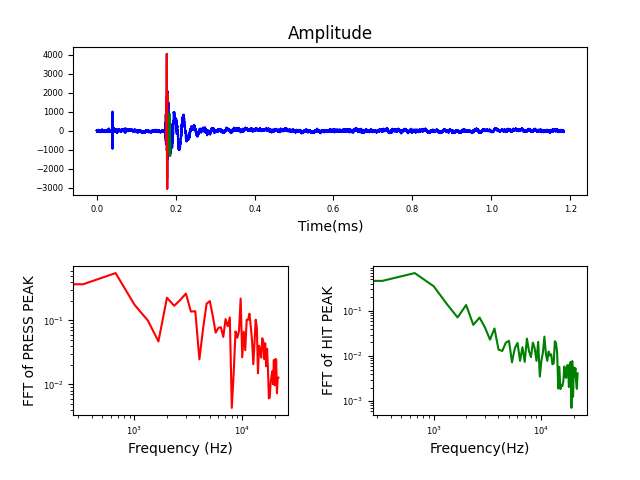 Amplitude
4000
3000
2000
1000
0
−1000
−2000
−3000
0.0 0.2 0.4 0.6 0.8 1.0 1.2
Time(ms)
FFT of PRESS PEAK
10⁻¹
10⁻²
10³ 10⁴
Frequency (Hz)
FFT of HIT PEAK
10⁻¹
10⁻²
10⁻³
10³ 10⁴
Frequency(Hz)